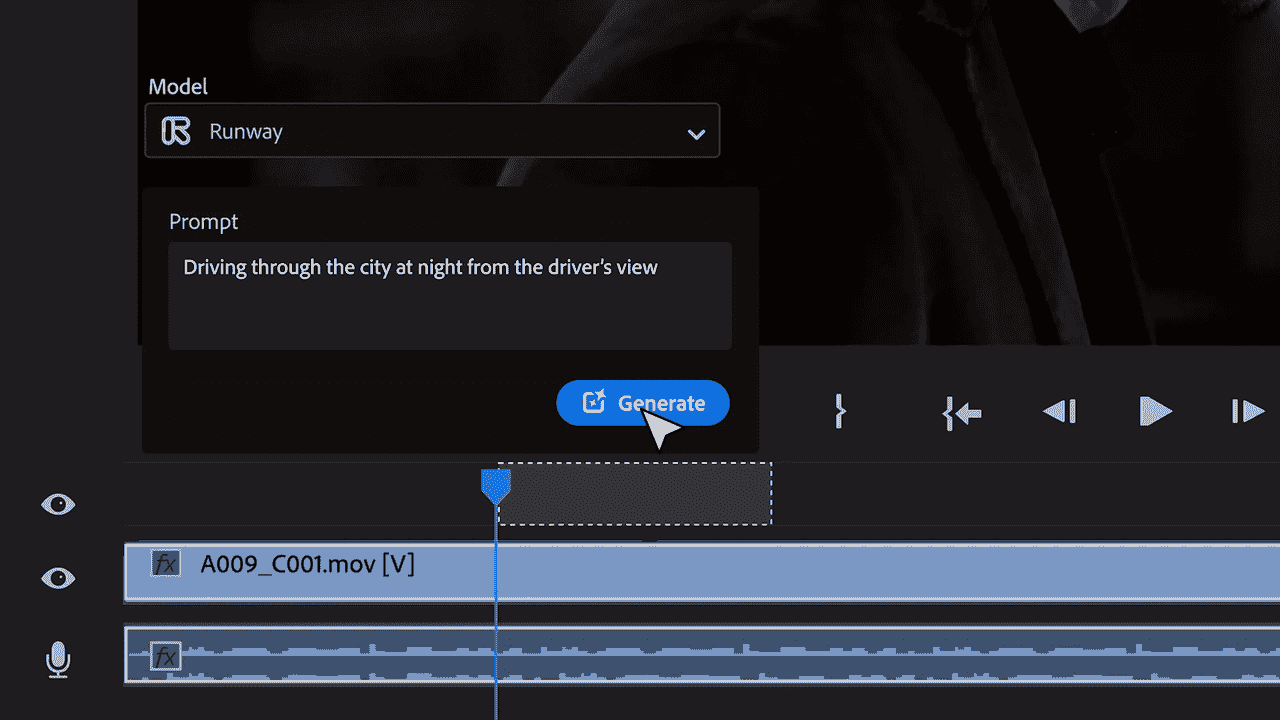 Model
Runway
Prompt
Driving through the city at night from the driver’s view
Generate
fx A009_C001.mov [V]
fx